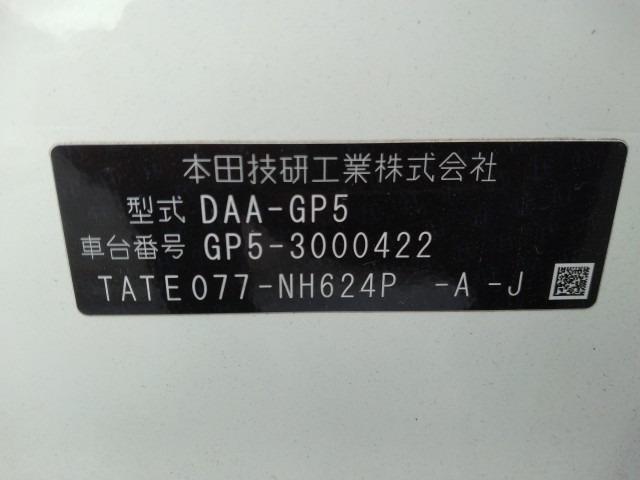 本田技研工業株式会社
型式 DAA-GP5
車台番号 GP5-3000422
TATE077-NH624P -A -J